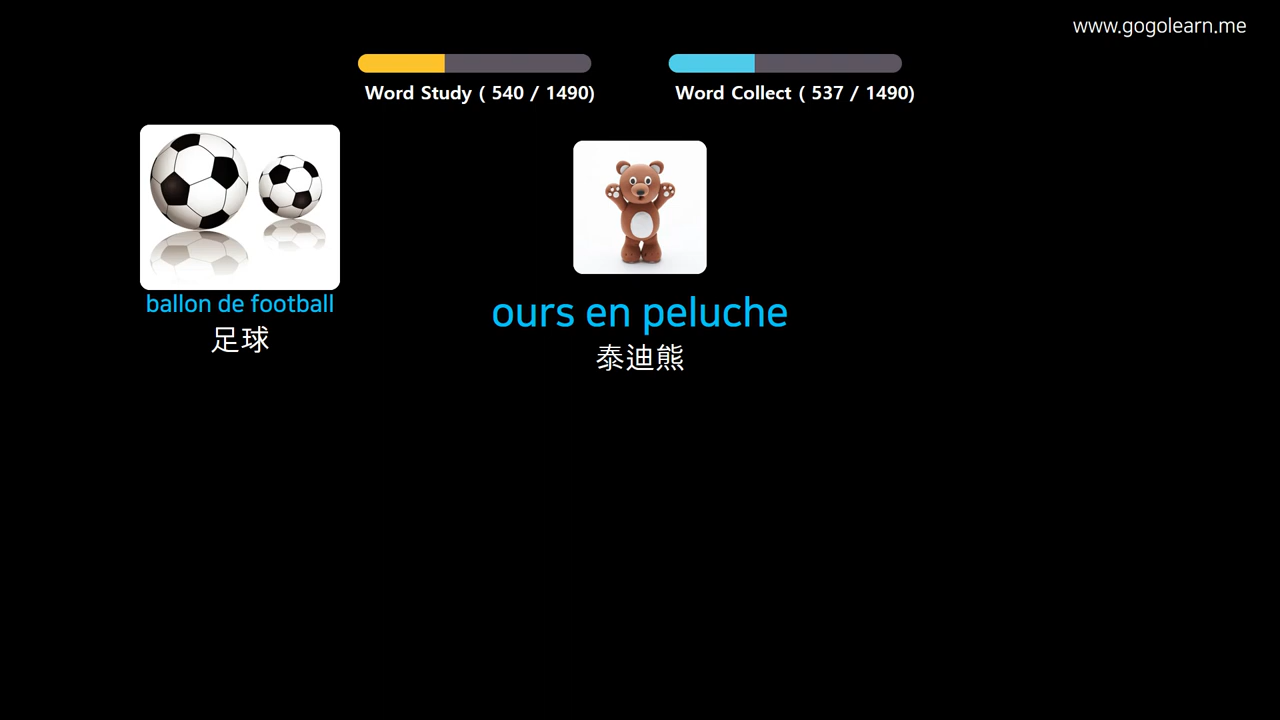 www.gogolearn.me
Word Study ( 540 / 1490)
Word Collect ( 537 / 1490)
ballon de football
足球
ours en peluche
泰迪熊